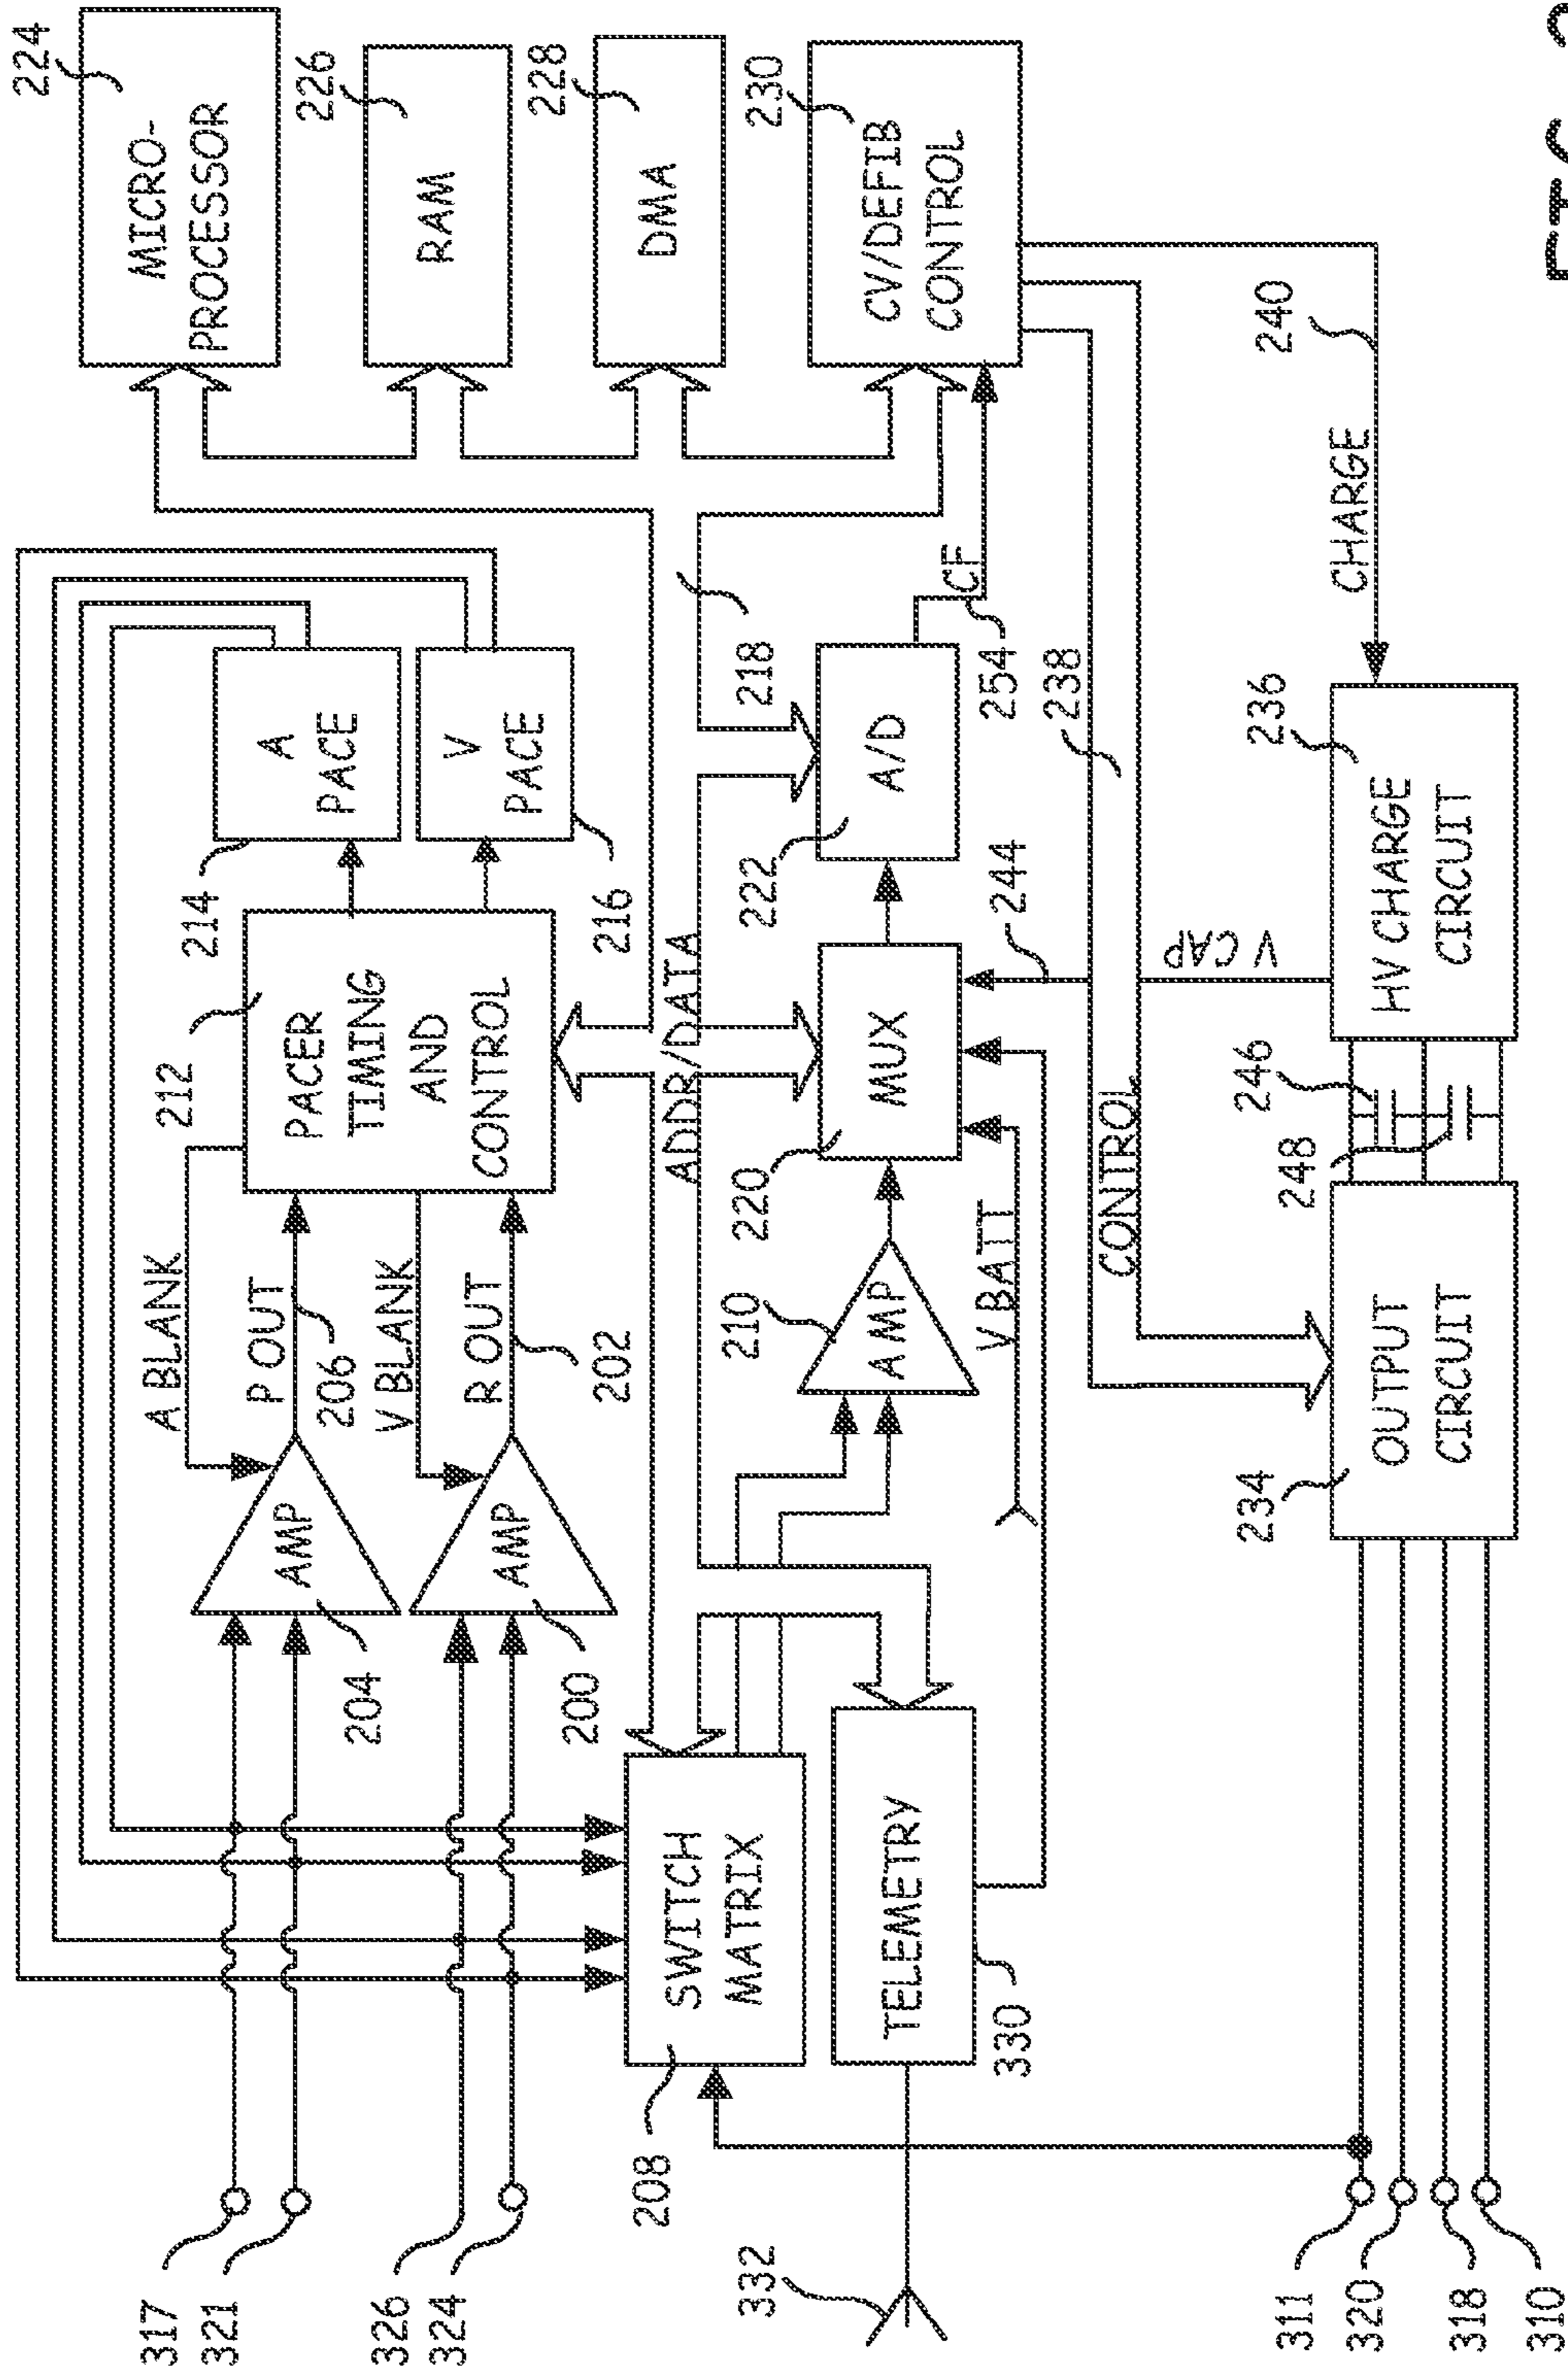 317
321
326
324
A BLANK
P OUT
206
V BLANK
R OUT
202
AMP
204
AMP
200
212
PACER
TIMING
AND
CONTROL
214
A
PACE
V
PACE
216
224
MICRO-
PROCESSOR
226
RAM
228
DMA
230
CV/DEFIB
CONTROL
ADDR/DATA
218
208
SWITCH
MATRIX
210
AMP
220
MUX
222
A/D
CF
254
V BATT
244
238
332
TELEMETRY
330
CONTROL
V CAP
240
CHARGE
311
320
318
310
234
OUTPUT
CIRCUIT
246
248
236
HV CHARGE
CIRCUIT